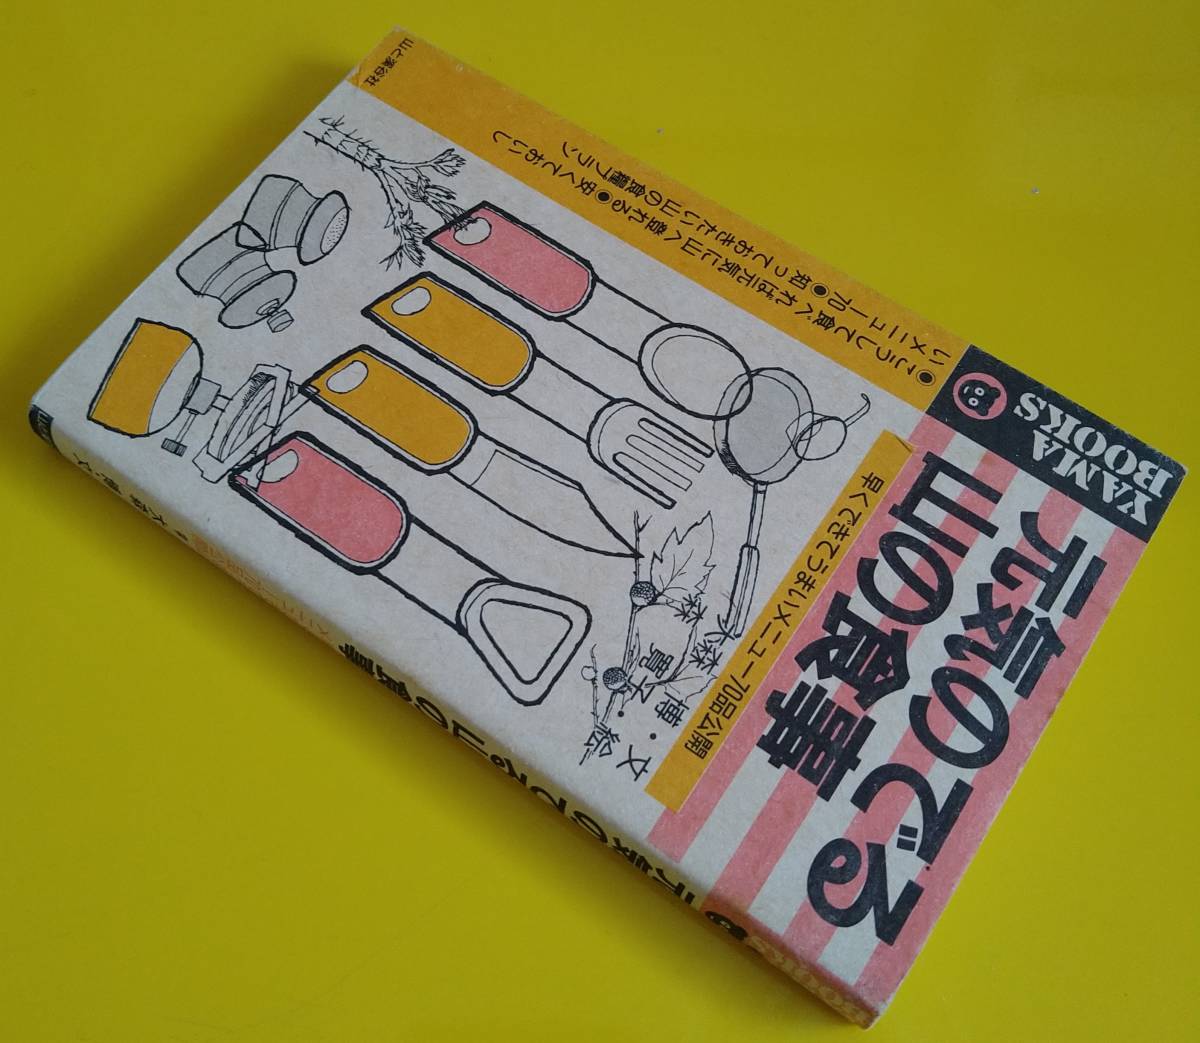 YAMA
BOOKS
元気のでる
山の食事
早くできてうまいメニュー70品公開
●こうして食べれば元気に山へ登れる●安くておいし
いメニュー70●知っておきたい山の食糧プラン
大森 博・文
森 寛子・絵
山と溪谷社
BOOKS
元気のでる山の食事